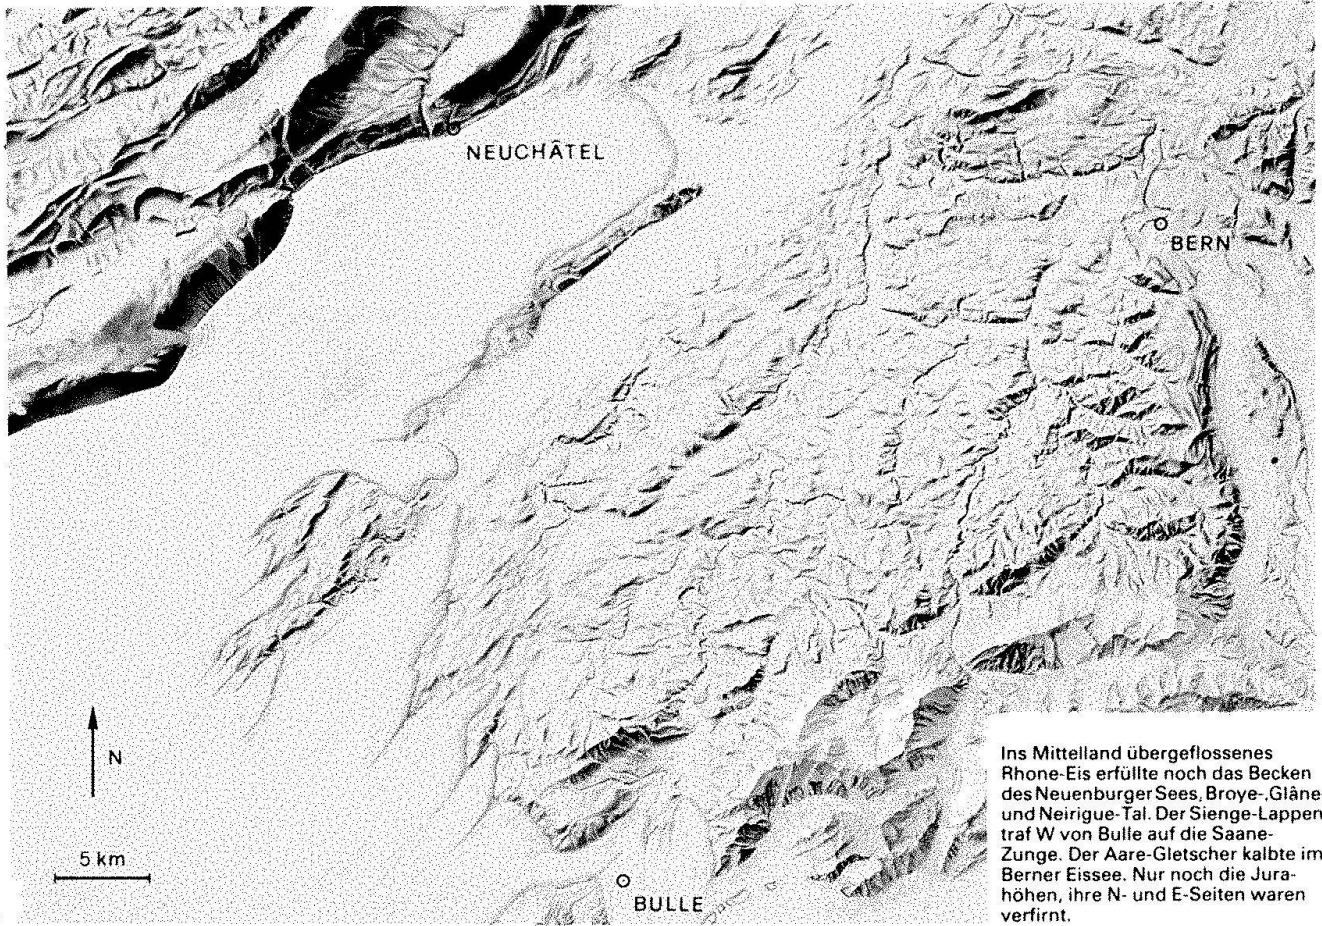 NEUCHÂTEL
BERN
N
5 km
BULLE
Ins Mittelland übergeflossenes
Rhone-Eis erfüllte noch das Becken
des Neuenburger Sees, Broye-, Glâne-
und Neirigue-Tal. Der Sienge-Lappen
traf W von Bulle auf die Saane-
Zunge. Der Aare-Gletscher kalbte im
Berner Eissee. Nur noch die Jura-
höhen, ihre N- und E-Seiten waren
verfirnt.